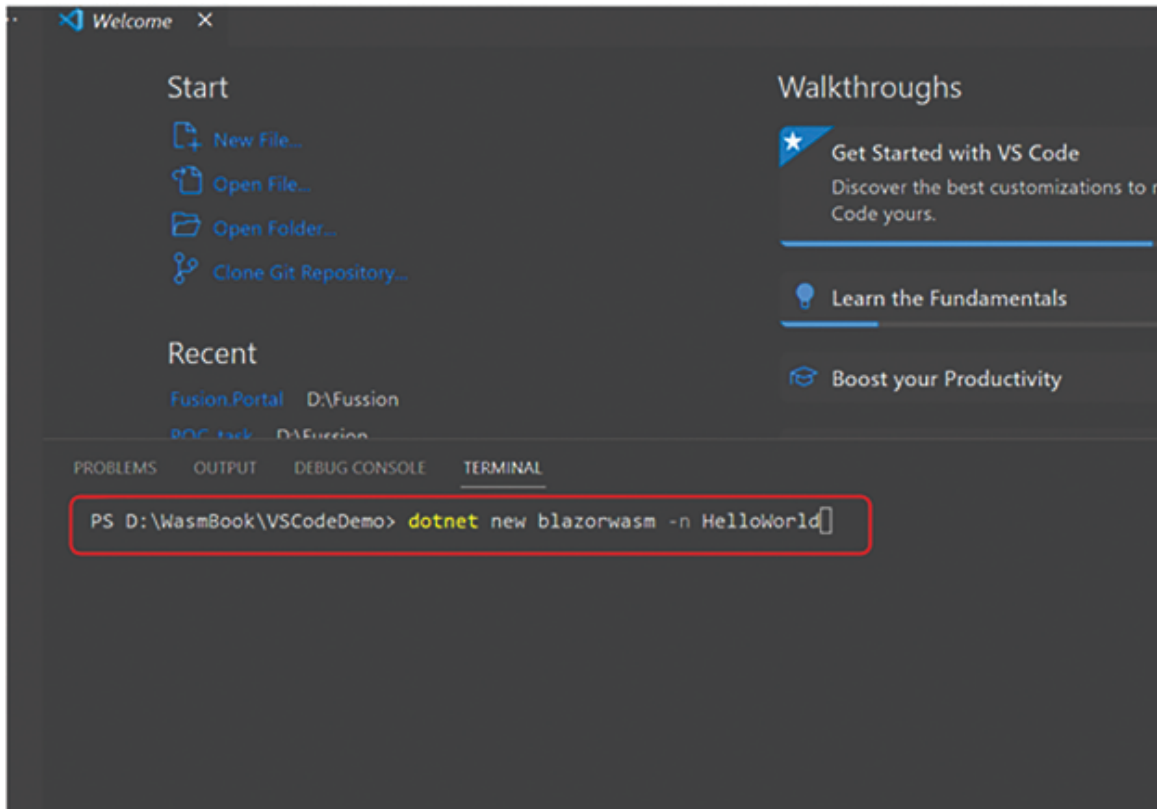 Welcome
Start
New File...
Open File...
Open Folder...
Clone Git Repository...
Recent
Fusion.Portal D:\Fussion
POC_task D:\Fussion
Walkthroughs
Get Started with VS Code
Discover the best customizations to
Code yours.
Learn the Fundamentals
Boost your Productivity
PROBLEMS OUTPUT DEBUG CONSOLE TERMINAL
PS D:\WasmBook\VSCodeDemo> dotnet new blazorwasm -n HelloWorld